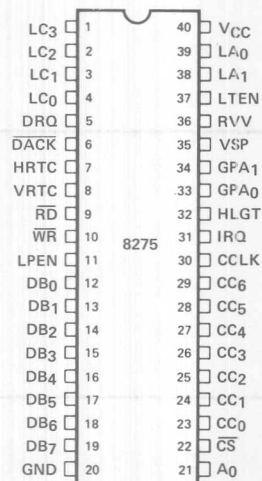 LC3 1 40 VCC
LC2 2 39 LA0
LC1 3 38 LA1
LC0 4 37 LTEN
DRQ 5 36 RVV
DACK 6 35 VSP
HRTC 7 34 GPA1
VRTC 8 33 GPA0
RD 9 32 HLGT
WR 10 31 IRQ
8275
LPEN 11 30 CCLK
DB0 12 29 CC6
DB1 13 28 CC5
DB2 14 27 CC4
DB3 15 26 CC3
DB4 16 25 CC2
DB5 17 24 CC1
DB6 18 23 CC0
DB7 19 22 CS
GND 20 21 A0